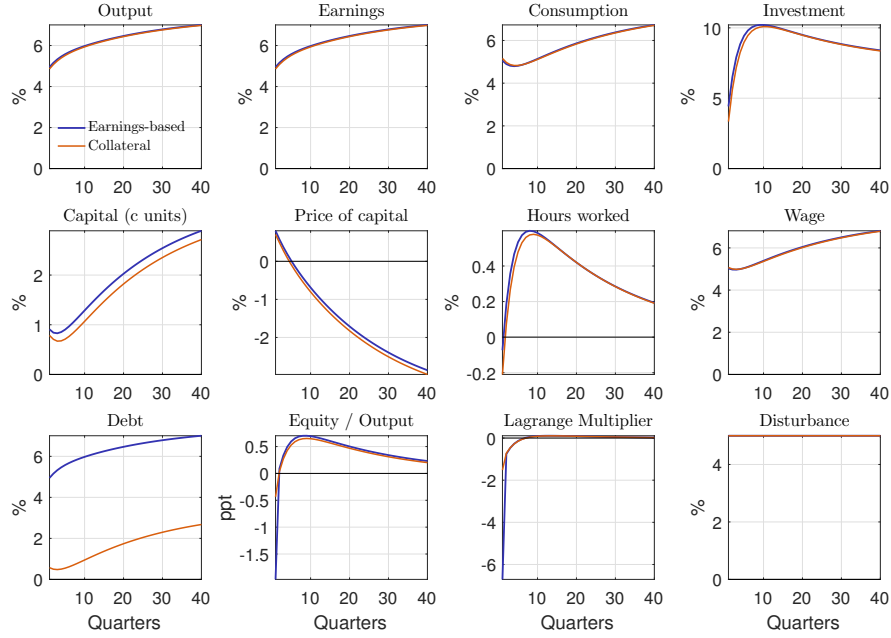 Output Earnings Consumption Investment
6 6 6 10
4 4 4
% % % % 5
2 Earnings-based 2 2
Collateral
0 0 0 0
10 20 30 40 10 20 30 40 10 20 30 40 10 20 30 40
Capital (c units) Price of capital Hours worked Wage
2 0 0.6 6
0.4 4
% 1 % -1 % 0.2 %
-2 0 2
0 -0.2 0
10 20 30 40 10 20 30 40 10 20 30 40 10 20 30 40
Debt Equity / Output Lagrange Multiplier Disturbance
6 0.5 0 4
4 0 -2
% ppt -0.5 -4 %
2 -1 2
-1.5 -6
0 0
10 20 30 40 10 20 30 40 10 20 30 40 10 20 30 40
Quarters Quarters Quarters Quarters